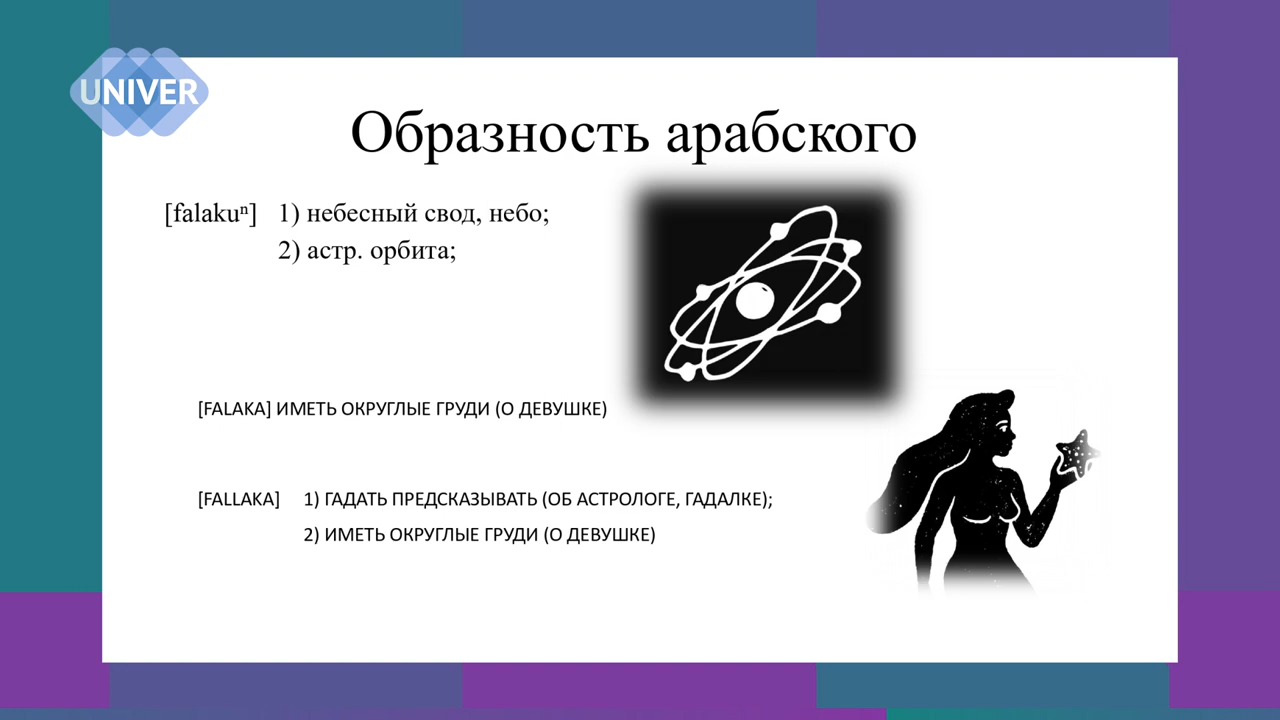 UNIVER
Образность арабского
[falakuⁿ] 1) небесный свод, небо;
2) астр. орбита;
[FALAKA] ИМЕТЬ ОКРУГЛЫЕ ГРУДИ (О ДЕВУШКЕ)
[FALLAKA] 1) ГАДАТЬ ПРЕДСКАЗЫВАТЬ (ОБ АСТРОЛОГЕ, ГАДАЛКЕ);
2) ИМЕТЬ ОКРУГЛЫЕ ГРУДИ (О ДЕВУШКЕ)